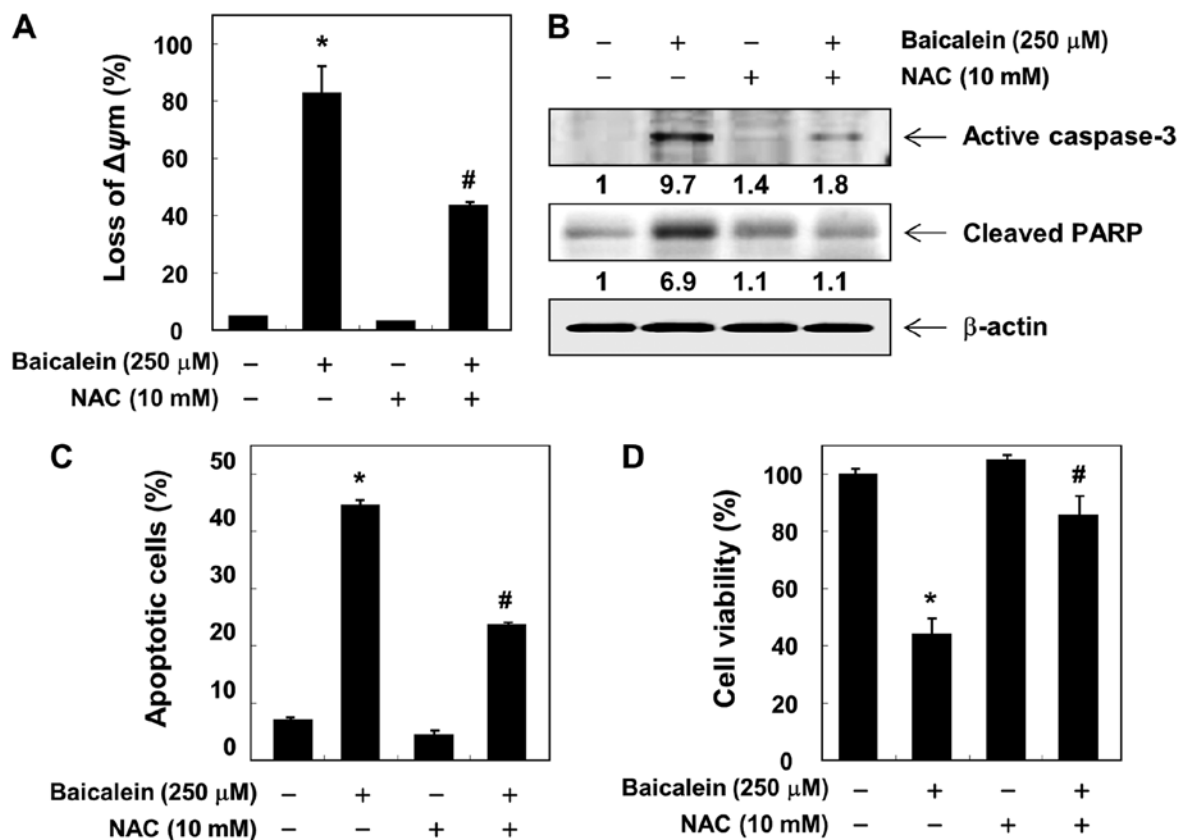 A
Loss of Δψm (%)
100
80
60
40
20
0
*
#
Baicalein (250 μM) – + – +
NAC (10 mM) – – + +
B
– + – + Baicalein (250 μM)
– – + + NAC (10 mM)
Active caspase-3
1 9.7 1.4 1.8
Cleaved PARP
1 6.9 1.1 1.1
β-actin
C
Apoptotic cells (%)
50
40
30
20
10
0
*
#
Baicalein (250 μM) – + – +
NAC (10 mM) – – + +
D
Cell viability (%)
100
80
60
40
20
0
*
#
Baicalein (250 μM) – + – +
NAC (10 mM) – – + +